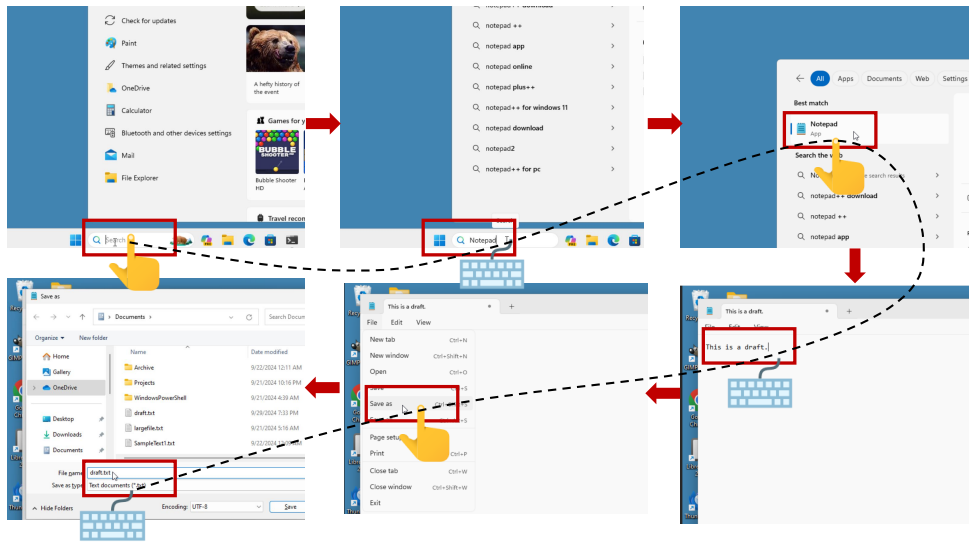 Check for updates
Paint
Themes and related settings
OneDrive
Calculator
Bluetooth and other devices settings
Mail
File Explorer
A hefty history of
the event
Games for y
BUBBLE
SHOOTER
Bubble Shooter
HD
Travel recon
Search
notepad ++
notepad app
notepad online
notepad plus++
notepad++ for windows 11
notepad download
notepad2
notepad++ for pc
Notepad
All Apps Documents Web Settings
Best match
Notepad
App
Search the web
search results
notepad++ download
notepad ++
notepad app
Save as
Documents
Search Docum
Organize New folder
Name Date modified
Home
Gallery
OneDrive
Desktop
Downloads
Documents
Archive 9/22/2024 12:11 AM
Projects 9/21/2024 10:16 PM
WindowsPowerShell 9/21/2024 4:39 AM
draft.txt 9/28/2024 7:33 PM
largefile.txt 9/21/2024 5:16 AM
SampleText1.txt 9/22/2024 AM
File name: draft.txt
Save as type: Text documents (*.txt)
Hide Folders Encoding: UTF-8 Save
This is a draft.
File Edit View
New tab Ctrl+N
New window Ctrl+Shift+N
Open Ctrl+O
Save
Save as
Page setup
Print Ctrl+P
Close tab Ctrl+W
Close window Ctrl+Shift+W
Exit
This is a draft.
File Edit View
This is a draft.